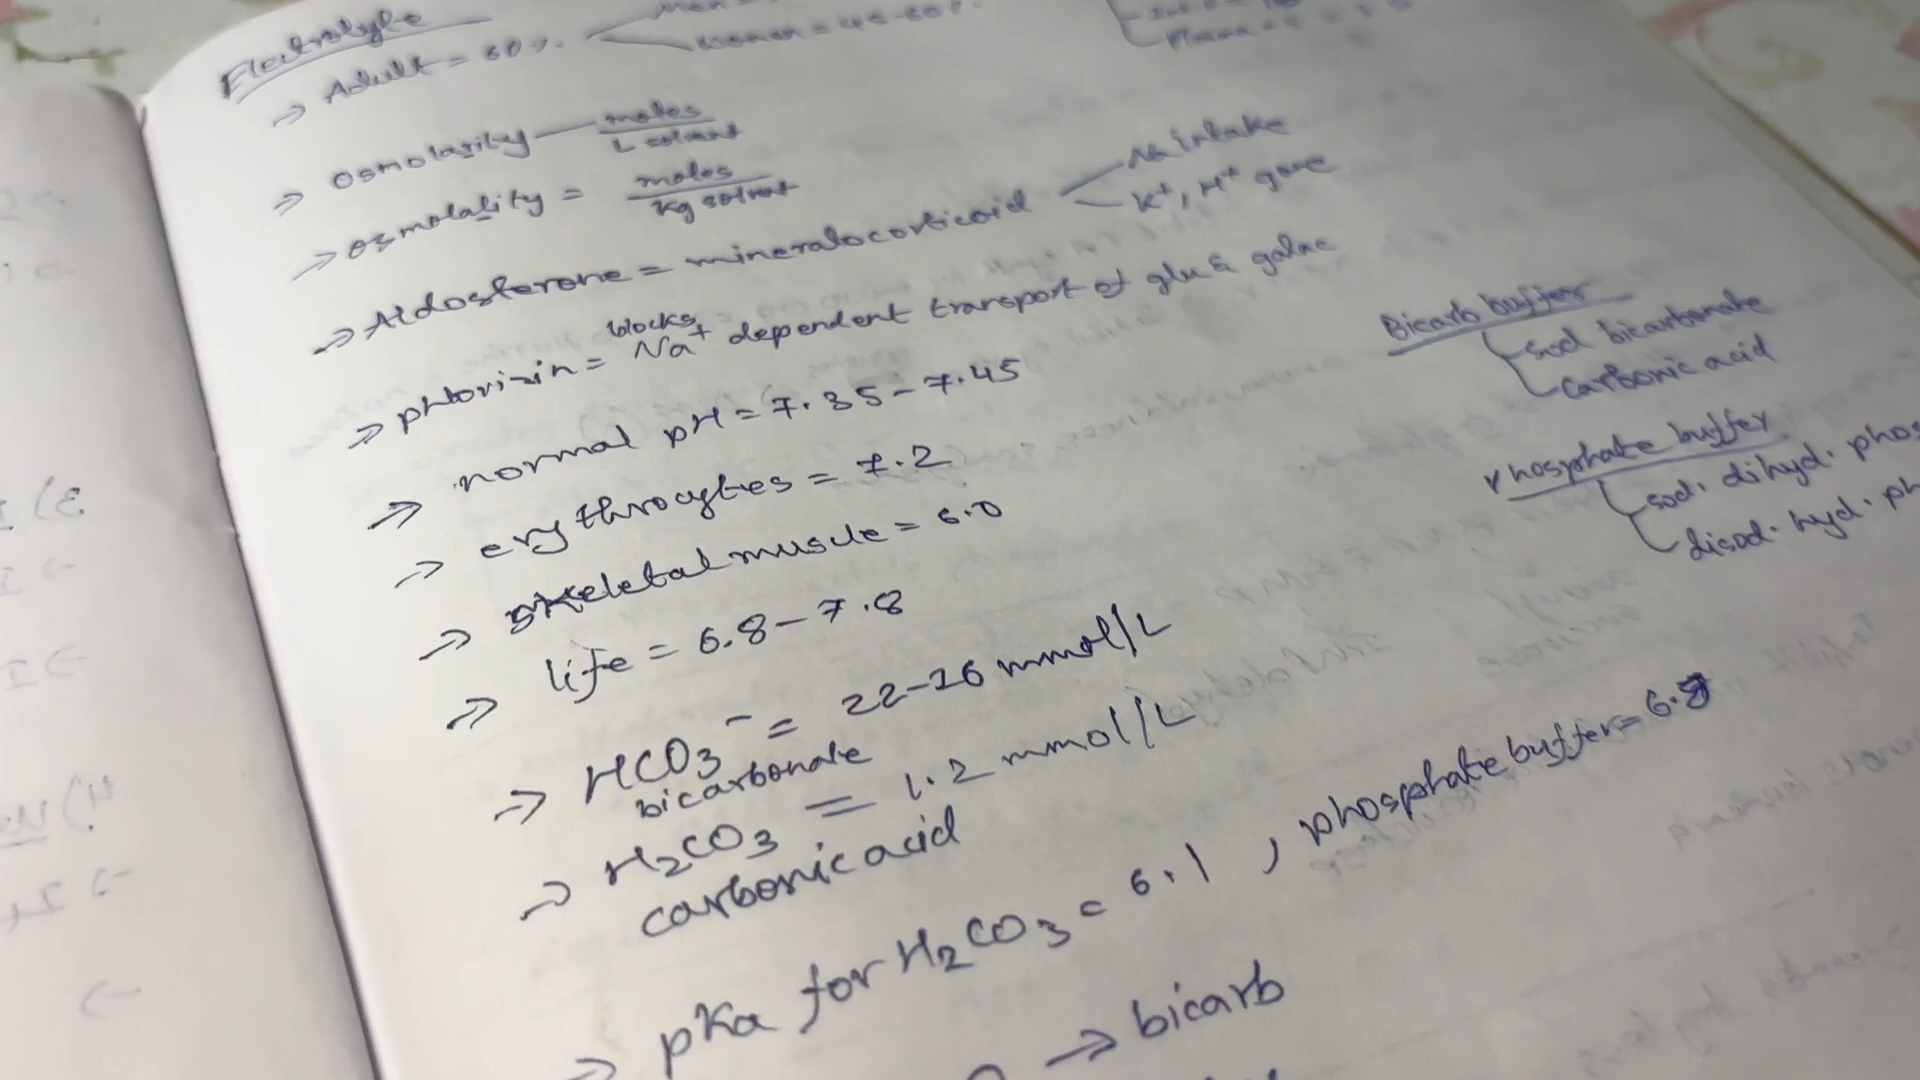 Electrolyte
→ Adult = 60%.
Women = 45-60%.
→ Osmolarity — moles / L solvent
→ osmolality = moles / kg solvent
→ Aldosterone = mineralocorticoid
Na intake
K+, H+ gone
→ phlorizin = blocks Na+ dependent transport of glu & galac
→ normal pH = 7.35-7.45
→ erythrocytes = 7.2
→ skeletal muscle = 6.0
→ life = 6.8-7.8
→ HCO3- = 22-26 mmol/L
bicarbonate
→ H2CO3 = 1.2 mmol/L
carbonic acid
→ pKa for H2CO3 = 6.1, phosphate buffer = 6.8
→ bicarb
Bicarb buffer
sod bicarbonate
carbonic acid
Phosphate buffer
sod. dihyd. phos
disod. hyd. ph